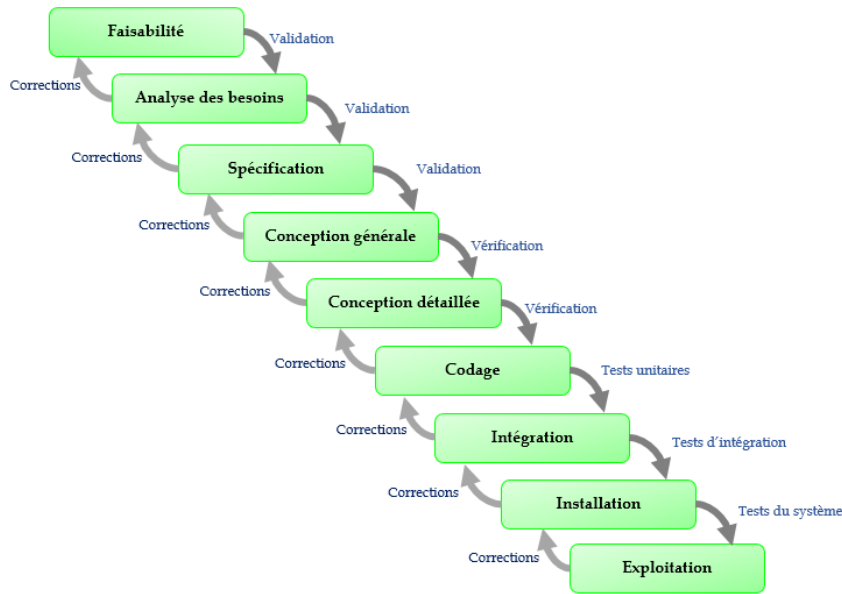 Faisabilité
Validation
Corrections
Analyse des besoins
Validation
Corrections
Spécification
Validation
Corrections
Conception générale
Vérification
Corrections
Conception détaillée
Vérification
Corrections
Codage
Tests unitaires
Corrections
Intégration
Tests d'intégration
Corrections
Installation
Tests du système
Corrections
Exploitation